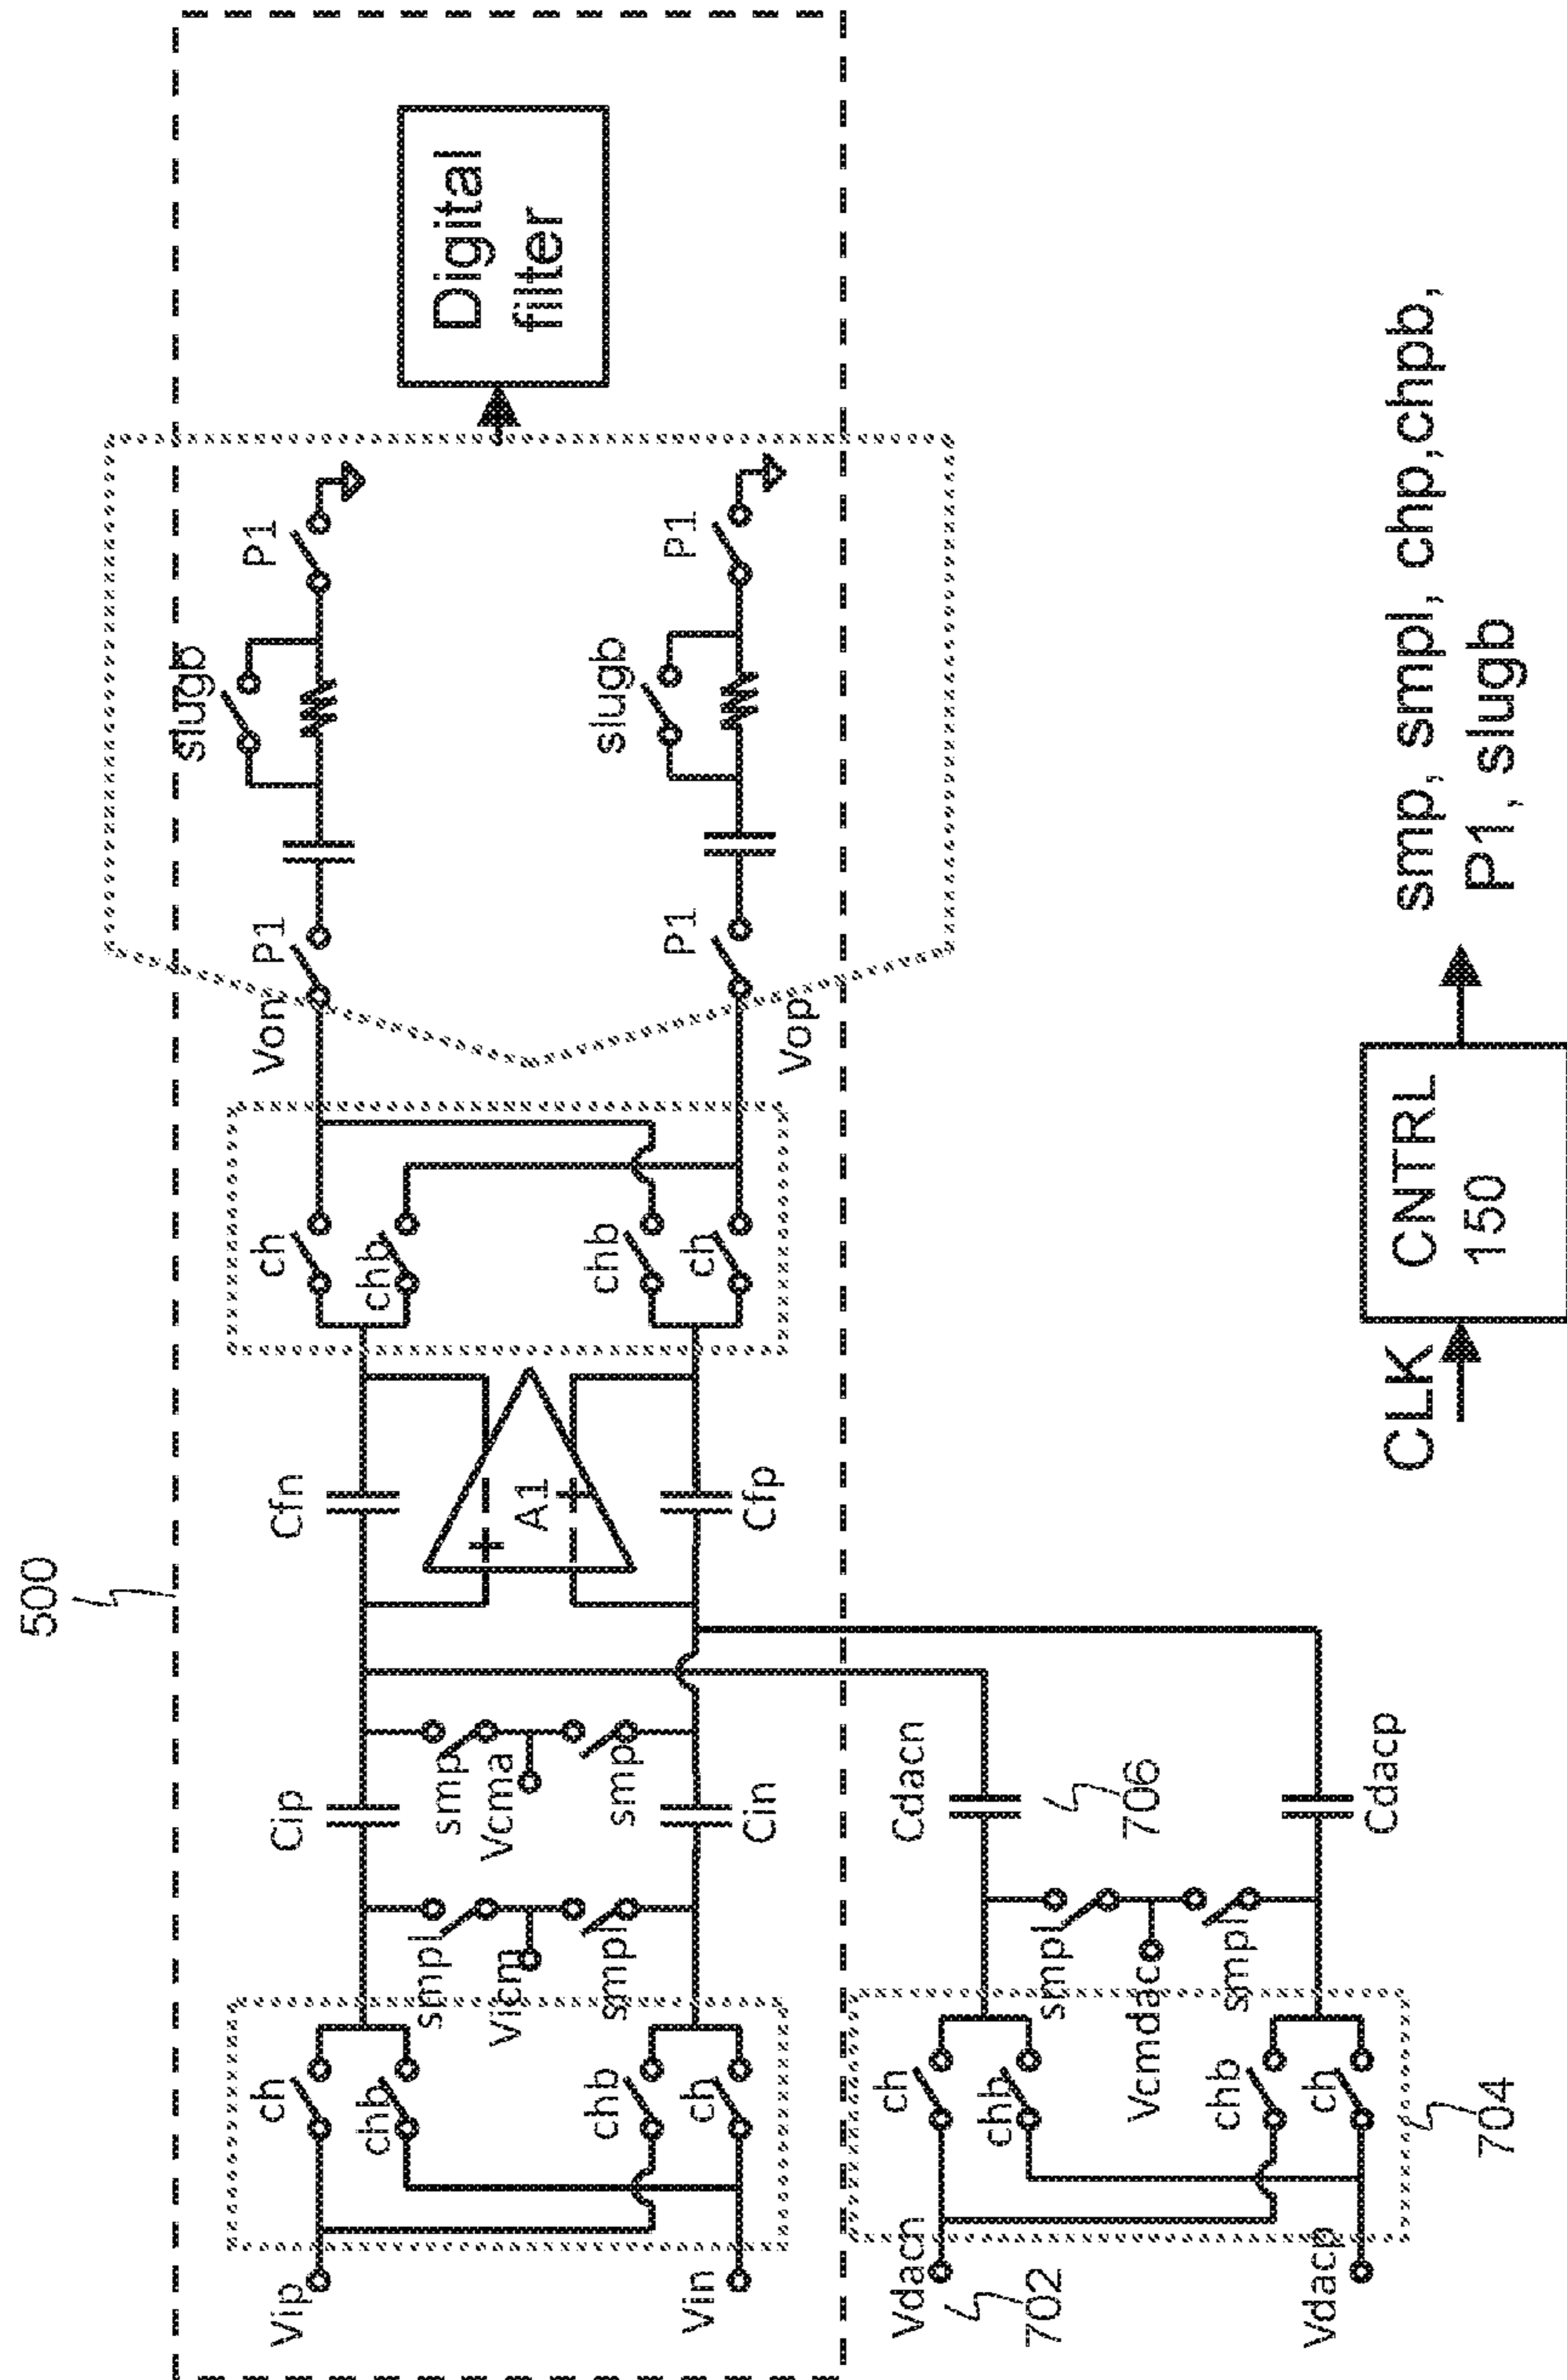 500
Vip
ch
chb
chb
ch
Vin
smpl
Vicm
smpl
Cip
smp
Vcma
smp
Cin
Cfn
A1
Cfp
ch
chb
chb
ch
Von
Vop
P1
slugb
P1
P1
slugb
P1
Digital
filter
Vdacn
702
ch
chb
chb
ch
Vdacp
704
smpl
Vcmdac
smpl
Cdacn
706
Cdacp
CLK
CNTRL
150
smp, smpl, chp,chpb,
P1, slugb